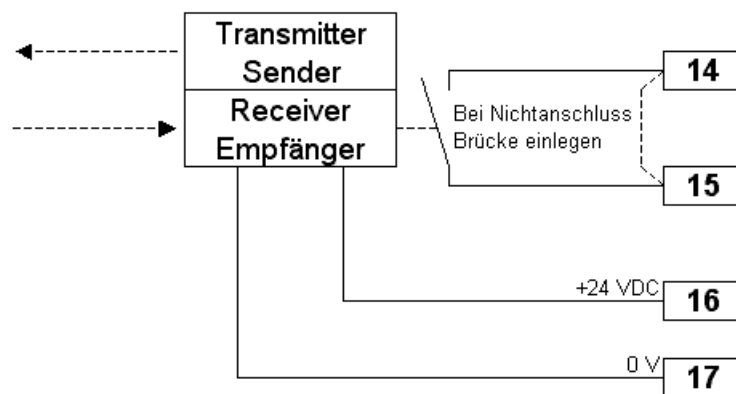 Transmitter
Sender
Receiver
Empfänger
14
Bei Nichtanschluss
Brücke einlegen
15
+24 VDC
16
0 V
17